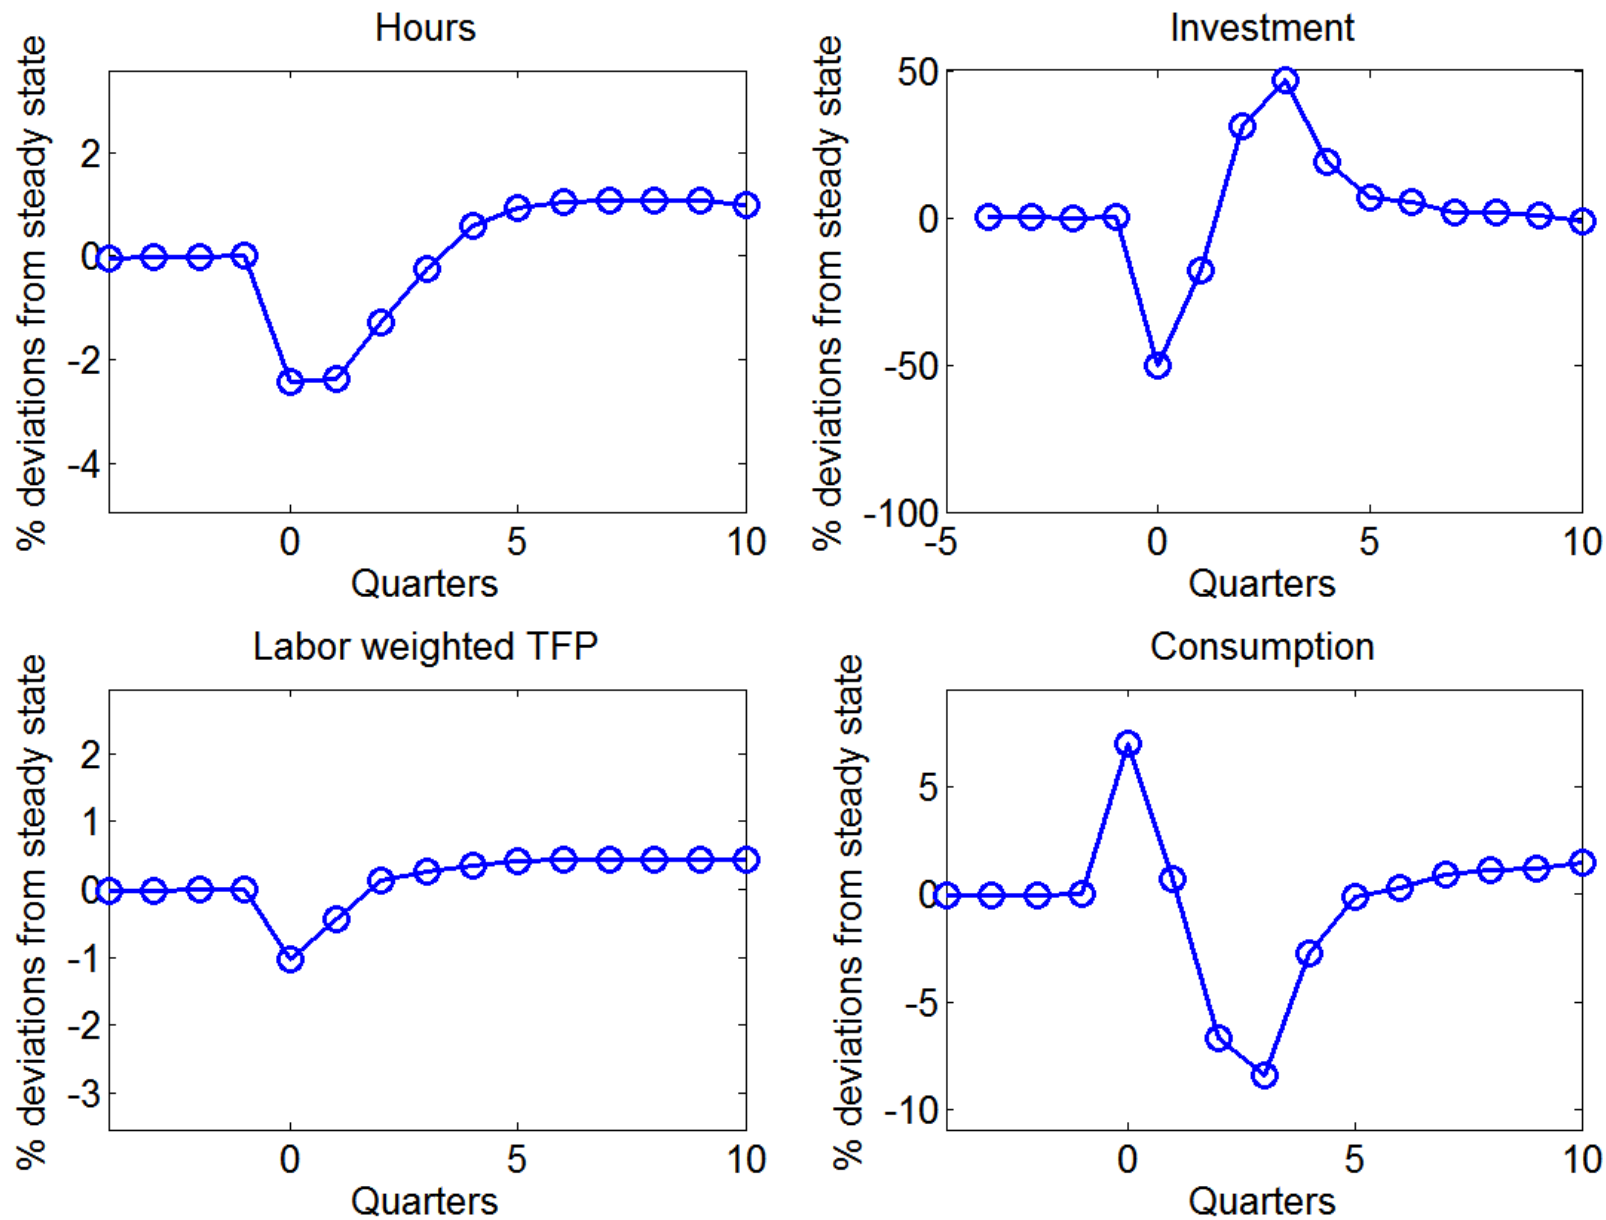 Hours
% deviations from steady state
2
0
-2
-4
0 5 10
Quarters
Investment
% deviations from steady state
50
0
-50
-100
-5 0 5 10
Quarters
Labor weighted TFP
% deviations from steady state
2
1
0
-1
-2
-3
0 5 10
Quarters
Consumption
% deviations from steady state
5
0
-5
-10
0 5 10
Quarters